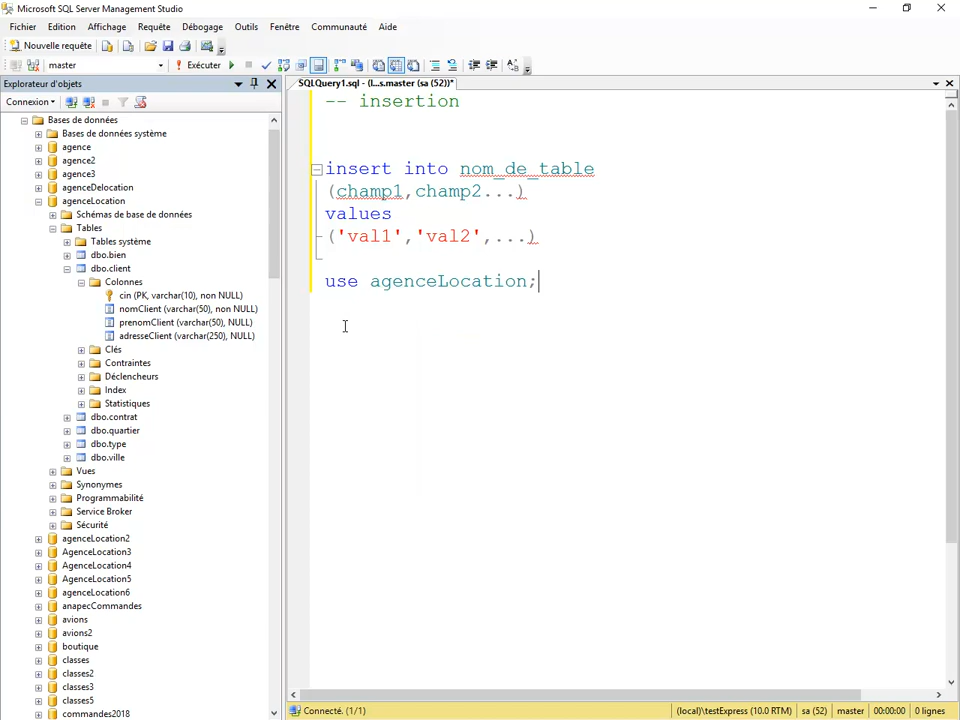 Microsoft SQL Server Management Studio
Fichier Edition Affichage Requête Débogage Outils Fenêtre Communauté Aide
Nouvelle requête
master Exécuter
Explorateur d'objets
SQLQuery1.sql - (l...s.master (sa (52))*
Connexion
-- insertion
insert into nom_de_table
(champ1,champ2...)
values
('val1','val2',...)
use agenceLocation;
Bases de données
Bases de données système
agence
agence2
agence3
agenceDelocation
agenceLocation
Schémas de base de données
Tables
Tables système
dbo.bien
dbo.client
Colonnes
cin (PK, varchar(10), non NULL)
nomClient (varchar(50), non NULL)
prenomClient (varchar(50), NULL)
adresseClient (varchar(250), NULL)
Clés
Contraintes
Déclencheurs
Index
Statistiques
dbo.contrat
dbo.quartier
dbo.type
dbo.ville
Vues
Synonymes
Programmabilité
Service Broker
Sécurité
agenceLocation2
AgenceLocation3
AgenceLocation4
AgenceLocation5
agenceLocation6
anapecCommandes
avions
avions2
boutique
classes
classes2
classes3
classes5
commandes2018
Connecté. (1/1) (local)\testExpress (10.0 RTM) sa (52) master 00:00:00 0 lignes